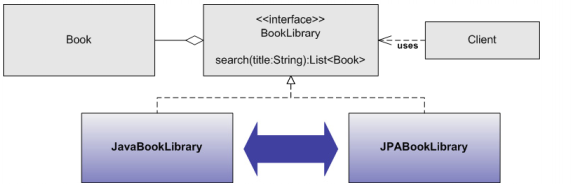 <<interface>>
BookLibrary
Book
search(title:String):List<Book>
uses
Client
JavaBookLibrary
JPABookLibrary